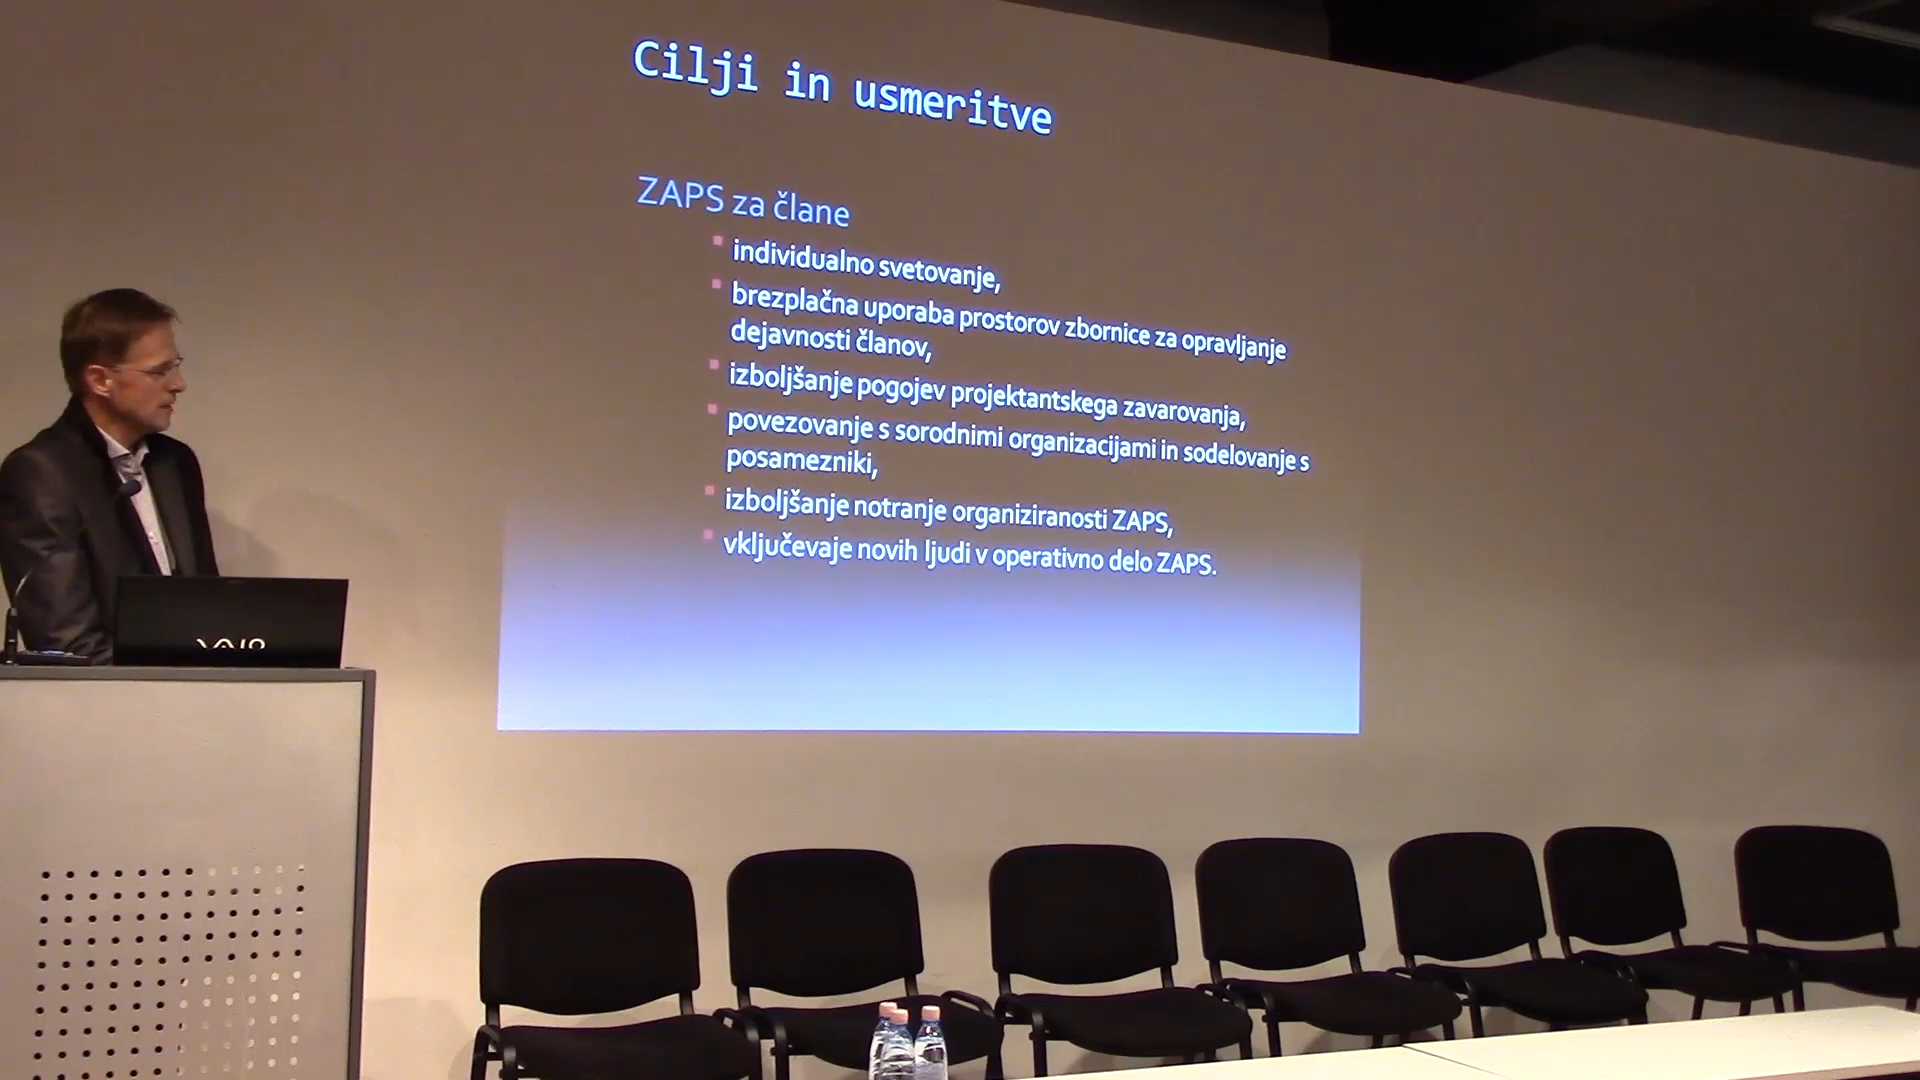 Cilji in usmeritve
ZAPS za člane
individualno svetovanje,
brezplačna uporaba prostorov zbornice za opravljanje
dejavnosti članov,
izboljšanje pogojev projektantskega zavarovanja,
povezovanje s sorodnimi organizacijami in sodelovanje s
posamezniki,
izboljšanje notranje organiziranosti ZAPS,
vključevaje novih ljudi v operativno delo ZAPS.
VAIO